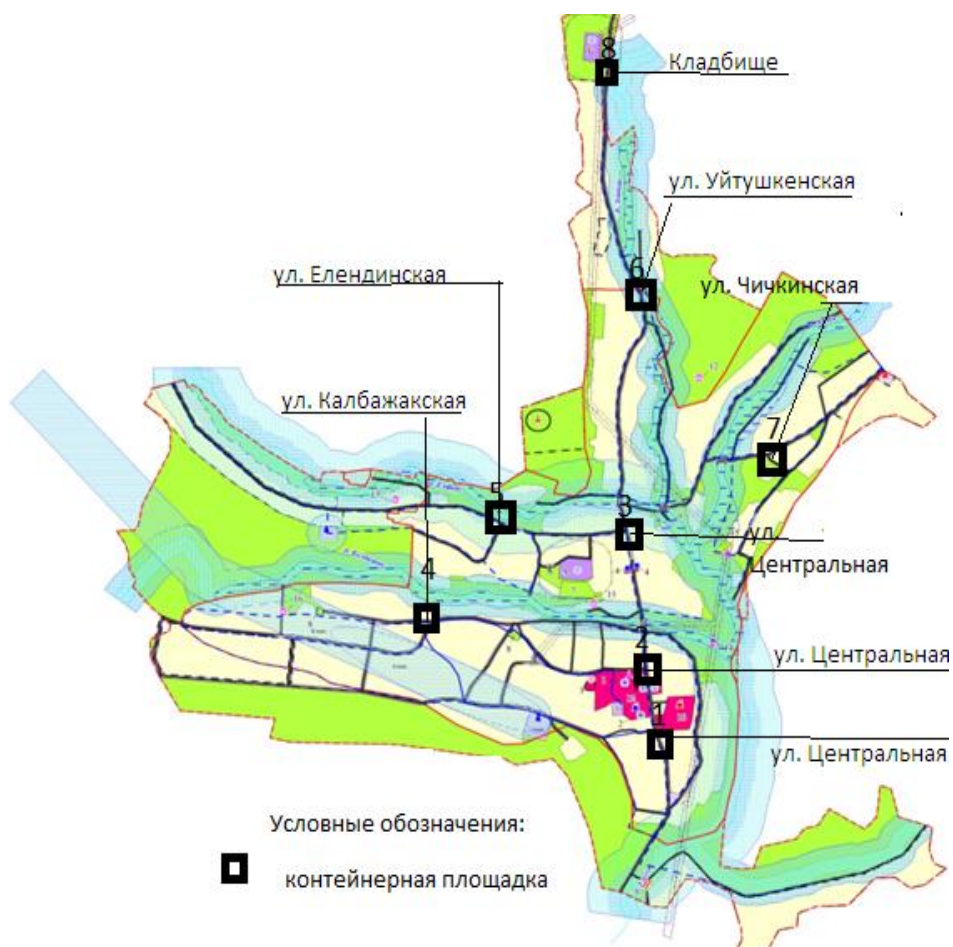 8
Кладбище
ул. Уйтушкенская
6
ул. Чичкинская
ул. Елендинская
ул. Калбажакская
7
5
3
ул.
Центральная
4
2
ул. Центральная
1
ул. Центральная
Условные обозначения:
контейнерная площадка